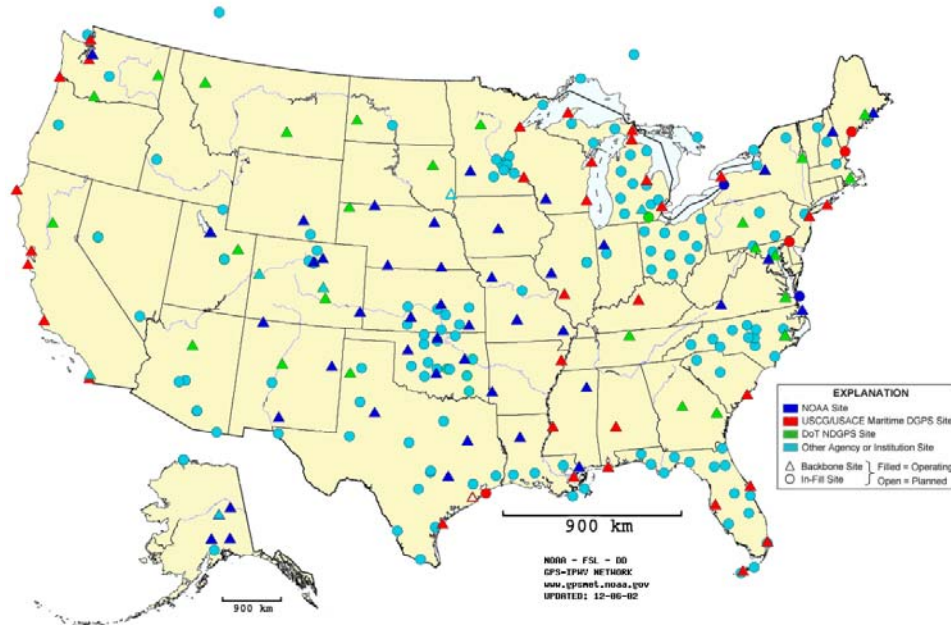 EXPLANATION
NOAA Site
USCG/USACE Maritime DGPS Site
DoT NDGPS Site
Other Agency or Institution Site
Backbone Site Filled = Operating
In-Fill Site Open = Planned
900 km
NOAA - FSL - DD
GPS-IPWV NETWORK
www.gpsmet.noaa.gov
UPDATED: 12-06-02
900 km